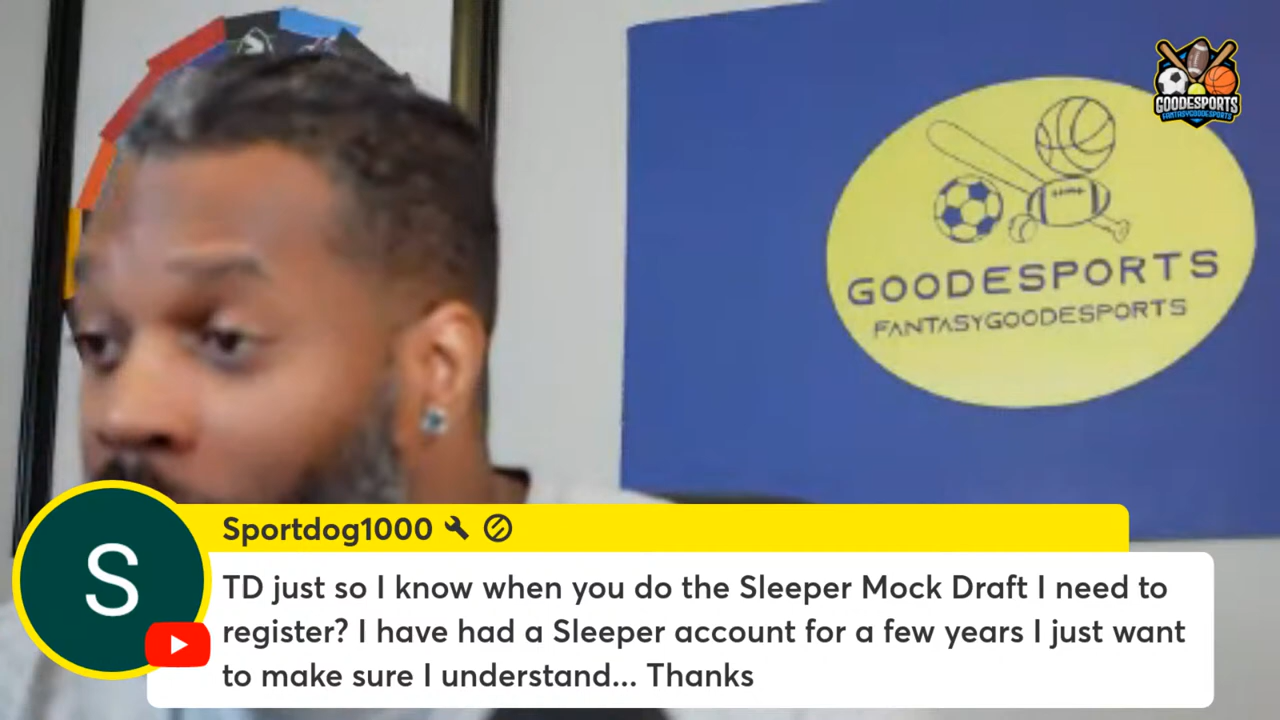 GOODESPORTS
FANTASYGOODESPORTS
GOODESPORTS
FANTASYGOODESPORTS
Sportdog1000
S
TD just so I know when you do the Sleeper Mock Draft I need to
register? I have had a Sleeper account for a few years I just want
to make sure I understand... Thanks